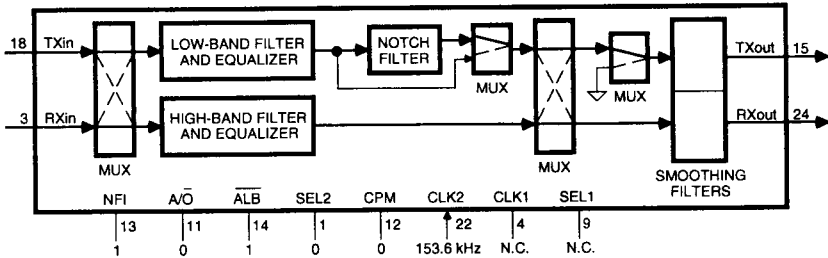 18 TXin LOW-BAND FILTER AND EQUALIZER NOTCH FILTER MUX MUX TXout 15
3 RXin HIGH-BAND FILTER AND EQUALIZER RXout 24
MUX MUX SMOOTHING FILTERS
NFI A/O̅ A̅L̅B̅ SEL2 CPM CLK2 CLK1 SEL1
13 11 14 1 12 22 4 9
1 0 1 0 0 153.6 kHz N.C. N.C.